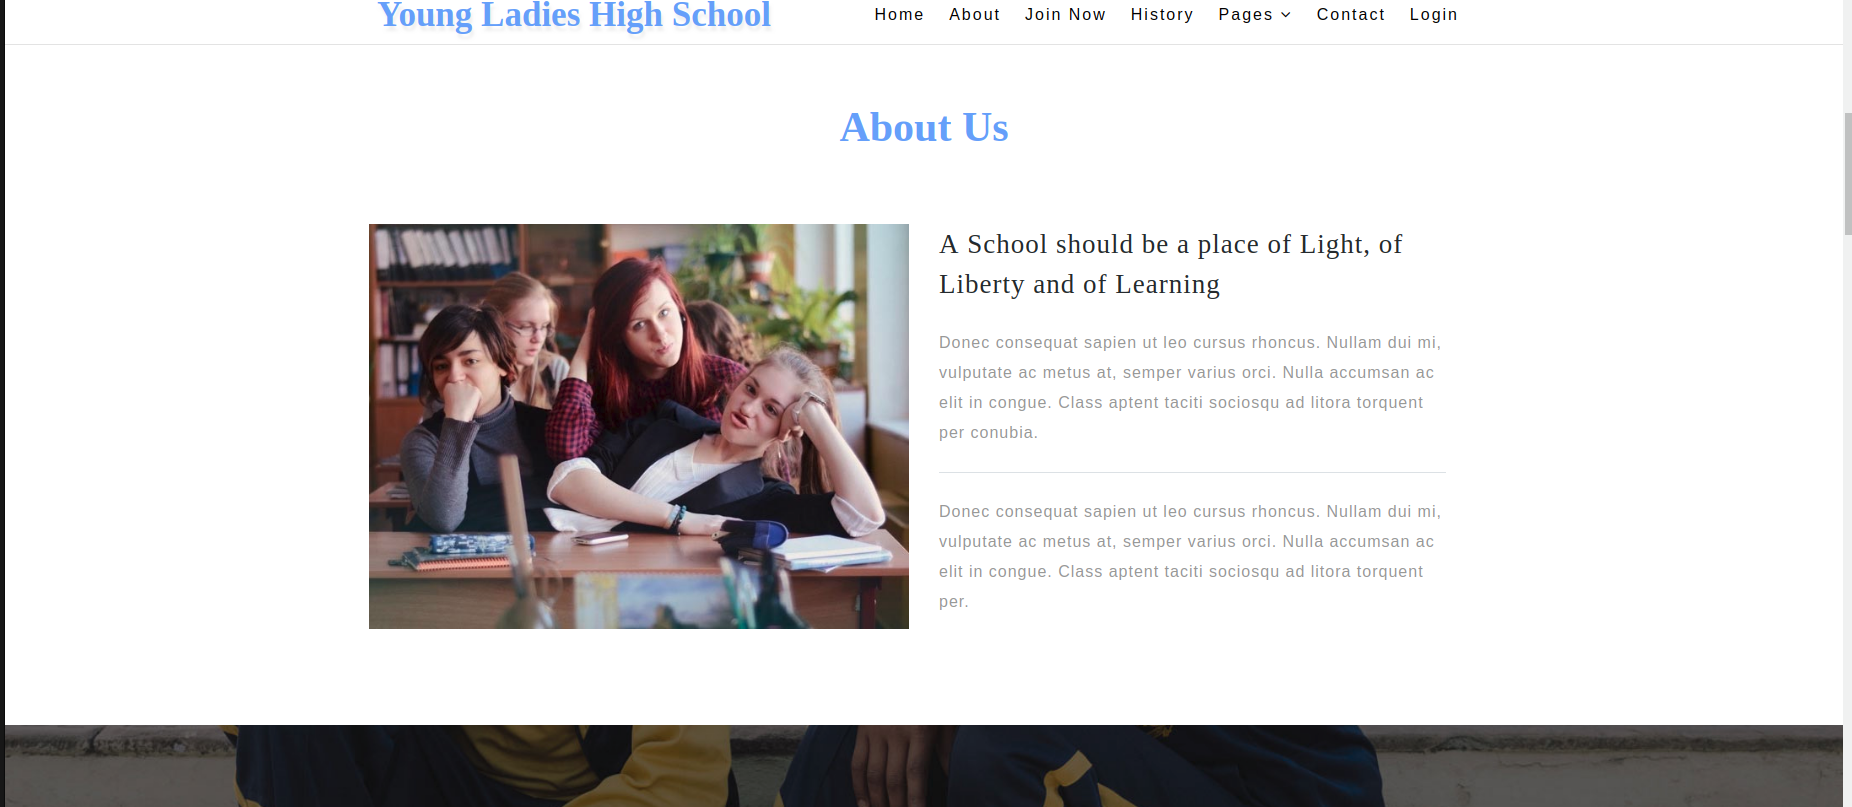 Young Ladies High School
Home About Join Now History Pages Contact Login
About Us
A School should be a place of Light, of
Liberty and of Learning
Donec consequat sapien ut leo cursus rhoncus. Nullam dui mi,
vulputate ac metus at, semper varius orci. Nulla accumsan ac
elit in congue. Class aptent taciti sociosqu ad litora torquent
per conubia.
Donec consequat sapien ut leo cursus rhoncus. Nullam dui mi,
vulputate ac metus at, semper varius orci. Nulla accumsan ac
elit in congue. Class aptent taciti sociosqu ad litora torquent
per.